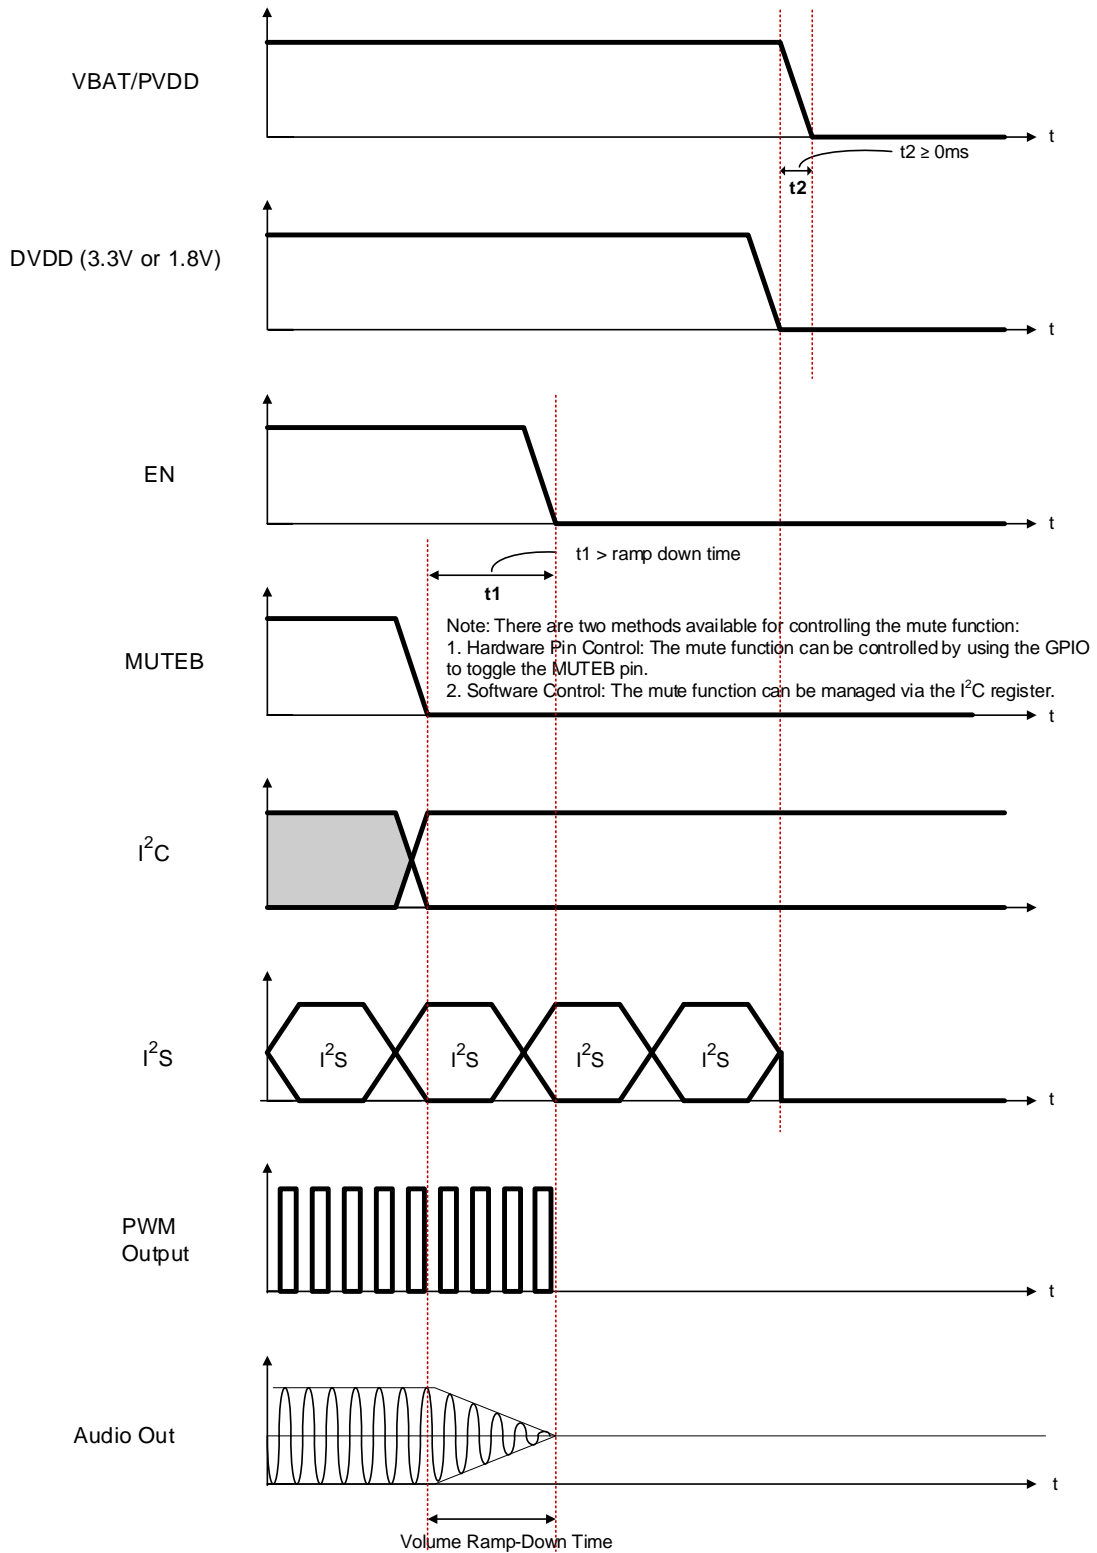 VBAT/PVDD
t
t2 ≥ 0ms
t2
DVDD (3.3V or 1.8V)
t
EN
t
t1 > ramp down time
t1
MUTEB
Note: There are two methods available for controlling the mute function:
1. Hardware Pin Control: The mute function can be controlled by using the GPIO
to toggle the MUTEB pin.
2. Software Control: The mute function can be managed via the I²C register.
t
I²C
I²S
I²S
I²S
I²S
I²S
t
PWM
Output
t
Audio Out
t
Volume Ramp-Down Time